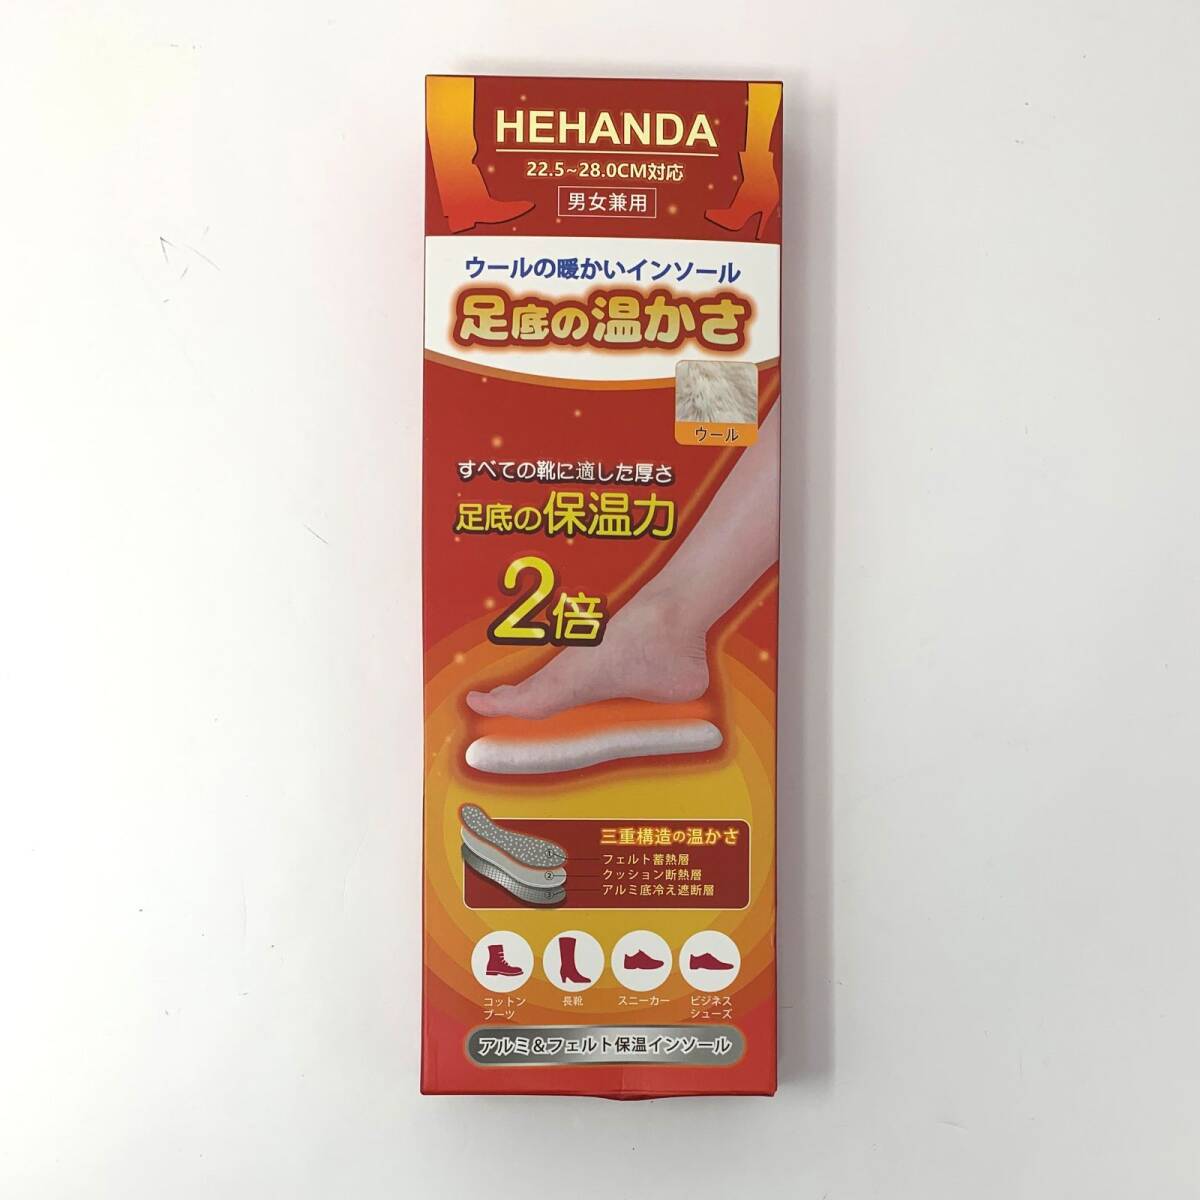 HEHANDA
22.5~28.0CM対応
男女兼用
ウールの暖かいインソール
足底の温かさ
ウール
すべての靴に適した厚さ
足底の保温力
2倍
三重構造の温かさ
① フェルト蓄熱層
② クッション断熱層
③ アルミ底冷え遮断層
コットン
ブーツ
長靴
スニーカー
ビジネス
シューズ
アルミ&フェルト保温インソール